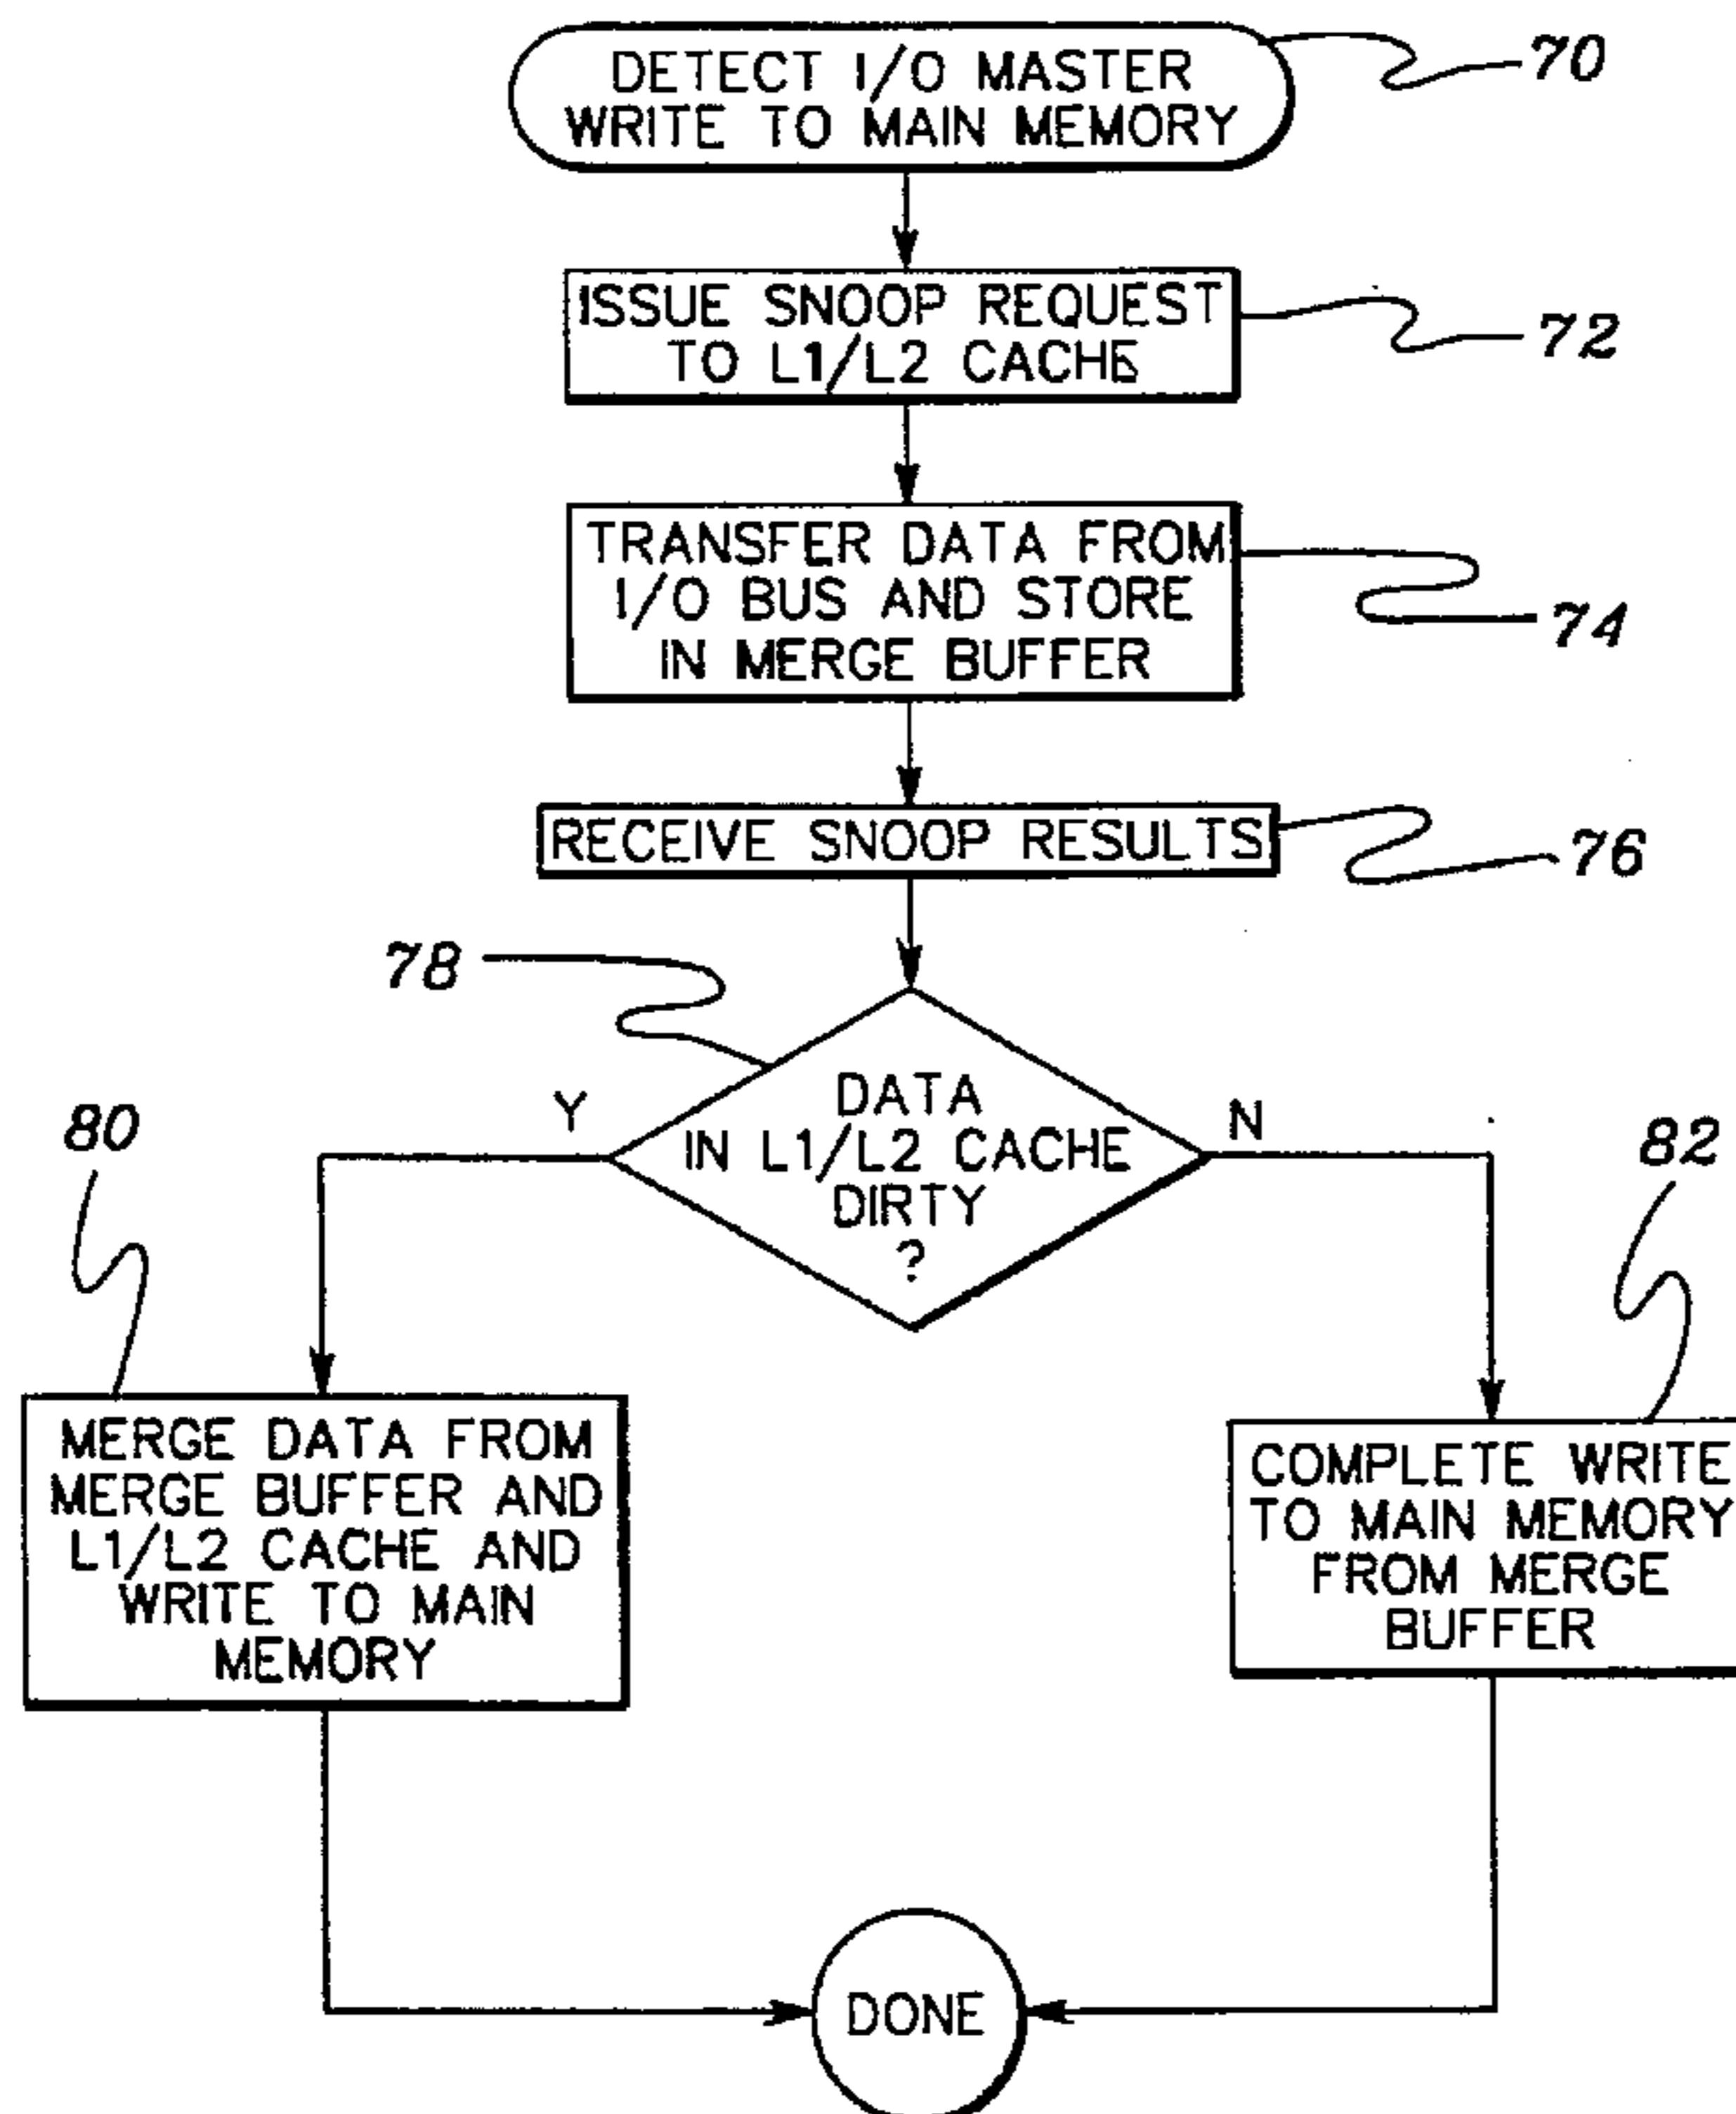 DETECT I/O MASTER
WRITE TO MAIN MEMORY
70
ISSUE SNOOP REQUEST
TO L1/L2 CACHE
72
TRANSFER DATA FROM
I/O BUS AND STORE
IN MERGE BUFFER
74
RECEIVE SNOOP RESULTS
76
78
DATA
IN L1/L2 CACHE
DIRTY
?
Y
N
80
82
MERGE DATA FROM
MERGE BUFFER AND
L1/L2 CACHE AND
WRITE TO MAIN
MEMORY
COMPLETE WRITE
TO MAIN MEMORY
FROM MERGE
BUFFER
DONE